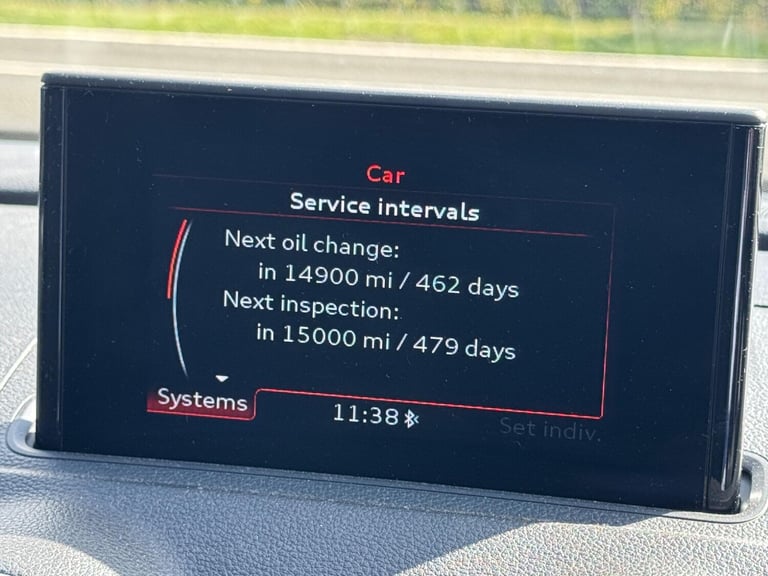 Car
Service intervals
Next oil change:
in 14900 mi / 462 days
Next inspection:
in 15000 mi / 479 days
Systems
11:38
Set indiv.